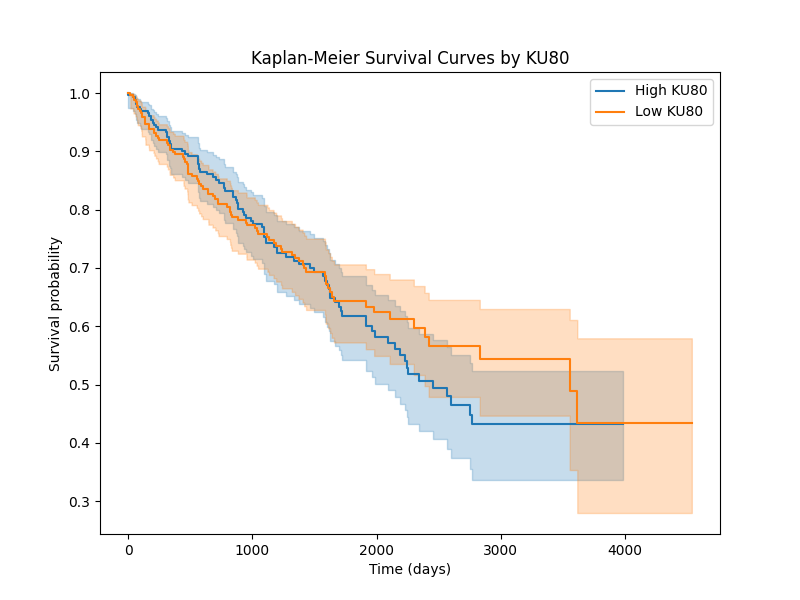 Kaplan-Meier Survival Curves by KU80
High KU80
Low KU80
1.0
0.9
0.8
0.7
0.6
0.5
0.4
0.3
Survival probability
0
1000
2000
3000
4000
Time (days)